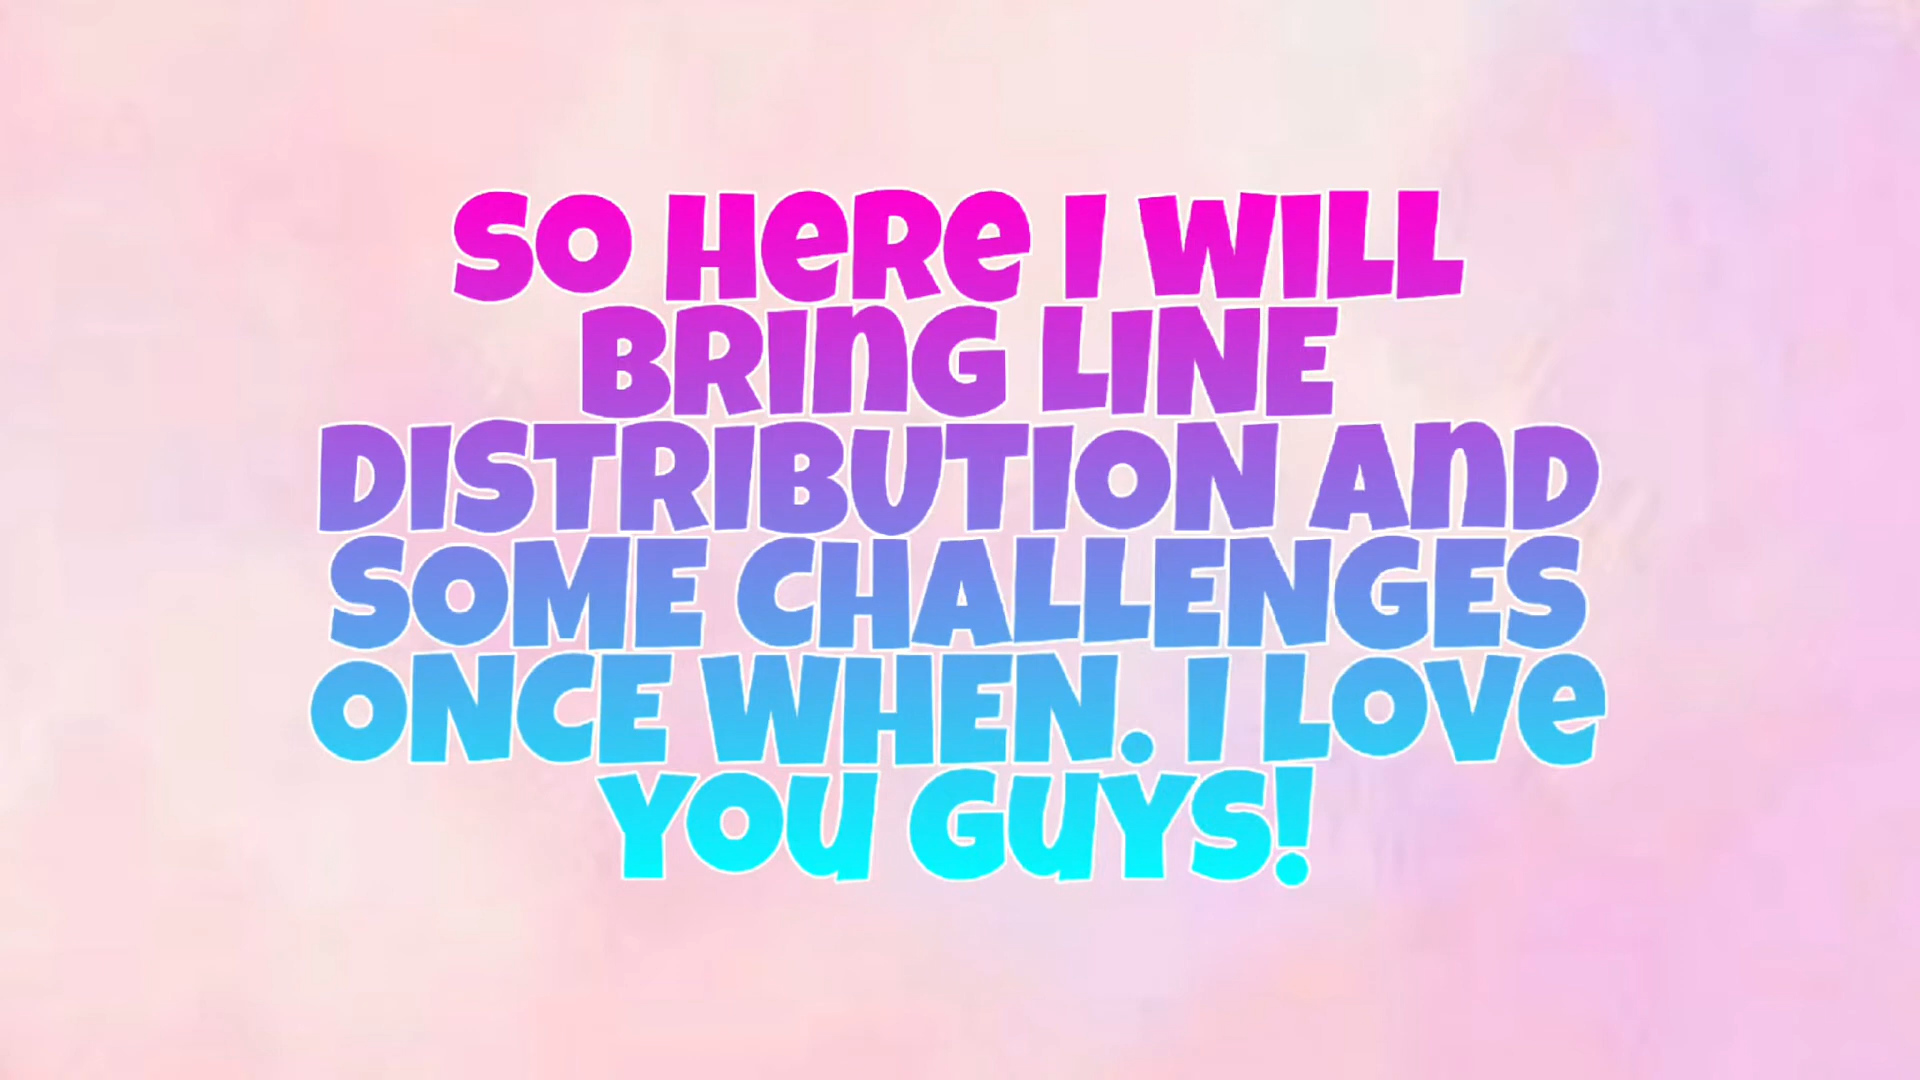 SO HeRe I WILL
BRING LINE
DISTRIBUTION AnD
SOME CHALLENGES
ONCE WHEN. I LOVe
YOU GUYS!